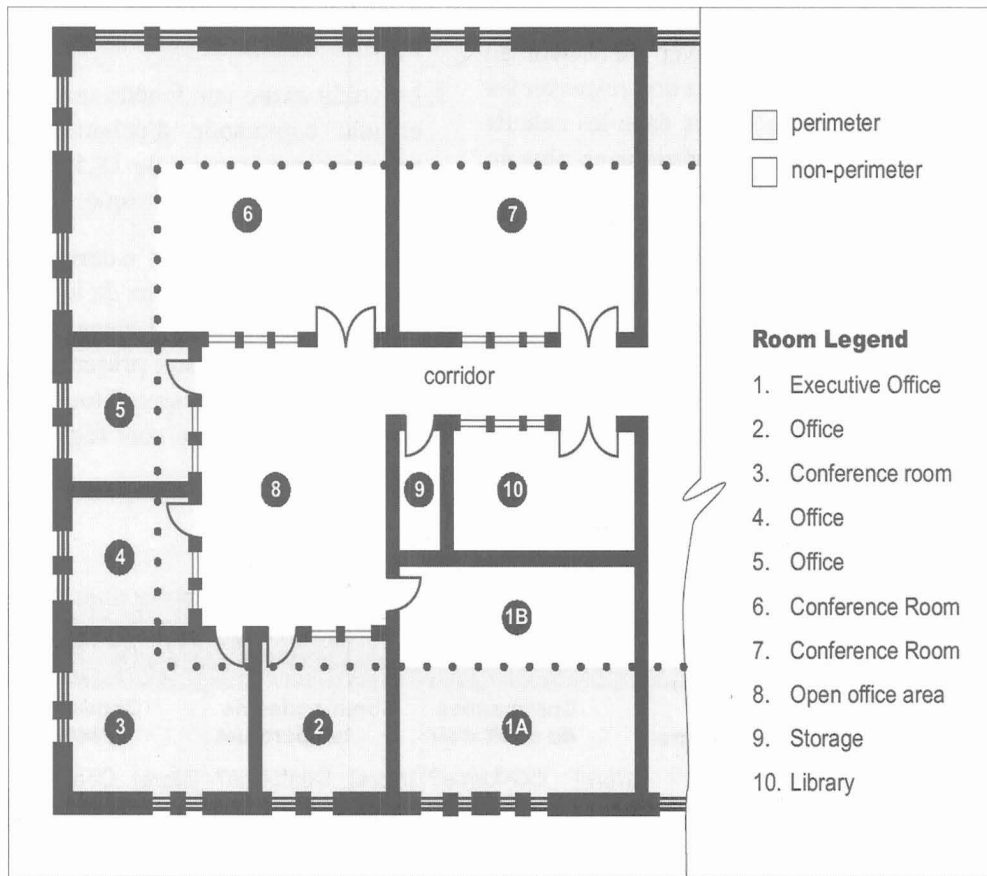 perimeter
non-perimeter
6
7
corridor
Room Legend
1. Executive Office
2. Office
3. Conference room
4. Office
5. Office
6. Conference Room
7. Conference Room
8. Open office area
9. Storage
10. Library
5
8
9
10
4
1B
3
2
1A